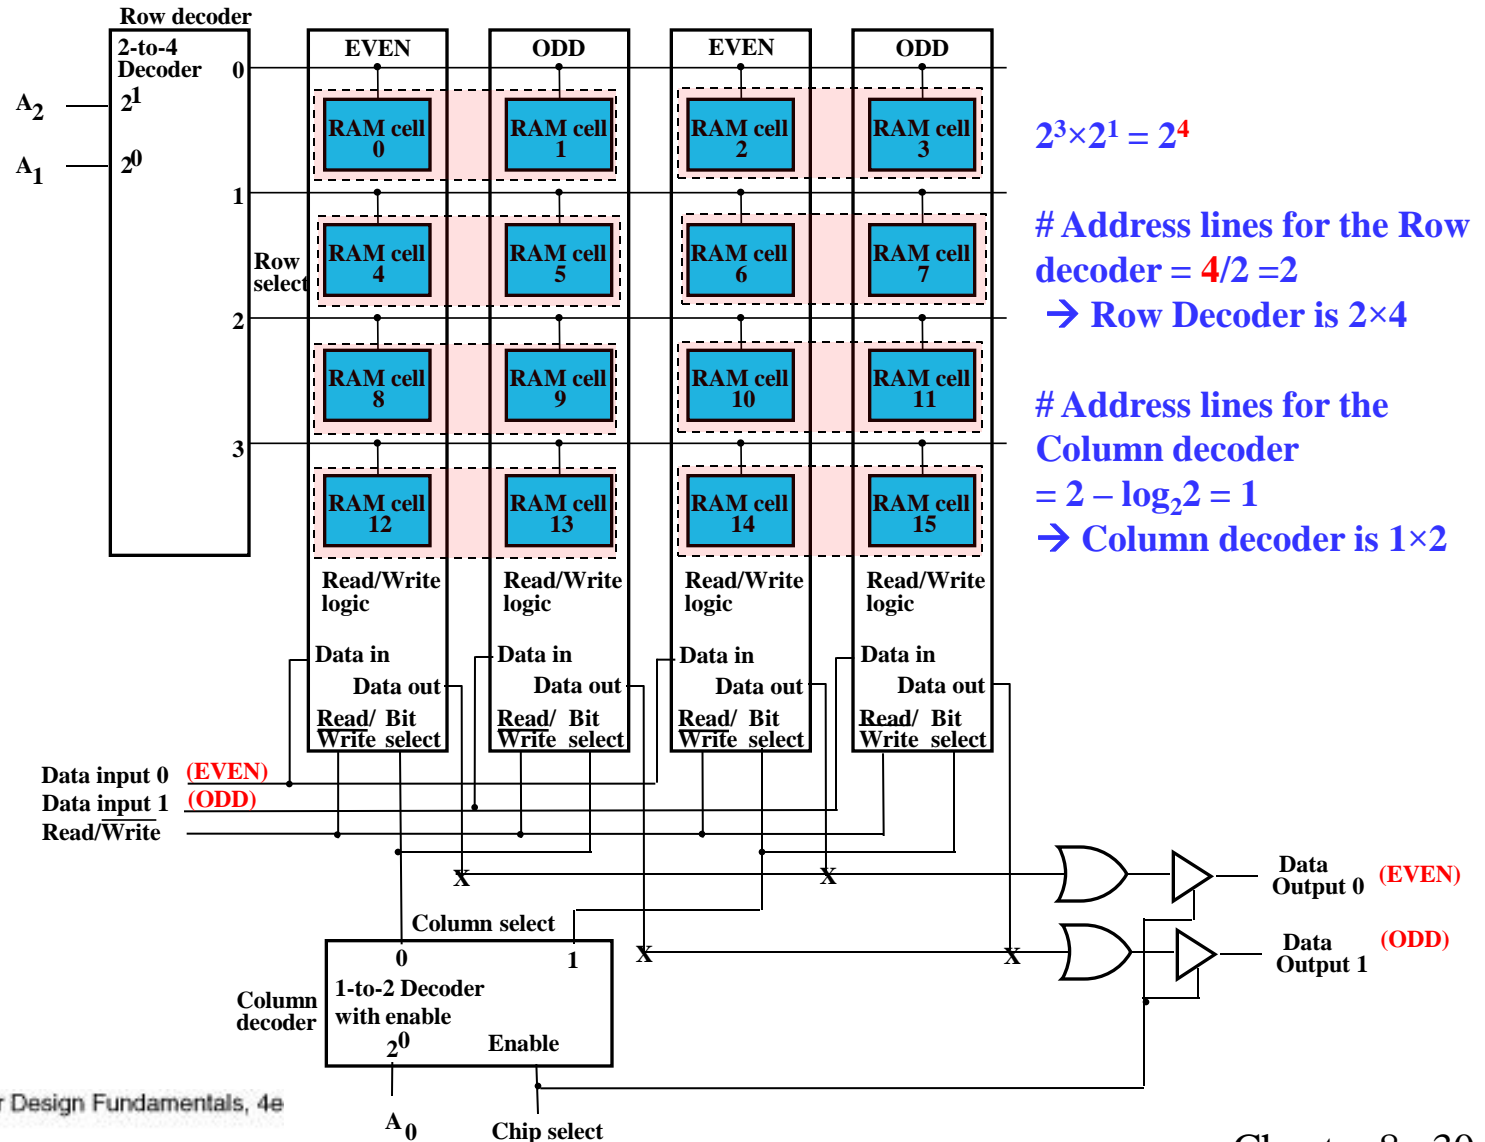 Row decoder
2-to-4
Decoder
A2
2^1
A1
2^0
0
1
2
3
Row
select
EVEN
ODD
EVEN
ODD
RAM cell
0
RAM cell
1
RAM cell
2
RAM cell
3
RAM cell
4
RAM cell
5
RAM cell
6
RAM cell
7
RAM cell
8
RAM cell
9
RAM cell
10
RAM cell
11
RAM cell
12
RAM cell
13
RAM cell
14
RAM cell
15
Read/Write
logic
Read/Write
logic
Read/Write
logic
Read/Write
logic
Data in
Data out
Read/ Bit
Write select
Data in
Data out
Read/ Bit
Write select
Data in
Data out
Read/ Bit
Write select
Data in
Data out
Read/ Bit
Write select
2³×2¹ = 2⁴
# Address lines for the Row
decoder = 4/2 =2
→ Row Decoder is 2×4
# Address lines for the
Column decoder
= 2 – log₂2 = 1
→ Column decoder is 1×2
Data input 0 (EVEN)
Data input 1 (ODD)
Read/Write
X
X
X
X
Data
Output 0 (EVEN)
Data
Output 1 (ODD)
Column select
0
1
Column
decoder
1-to-2 Decoder
with enable
2^0
Enable
A0
Chip select
r Design Fundamentals, 4e